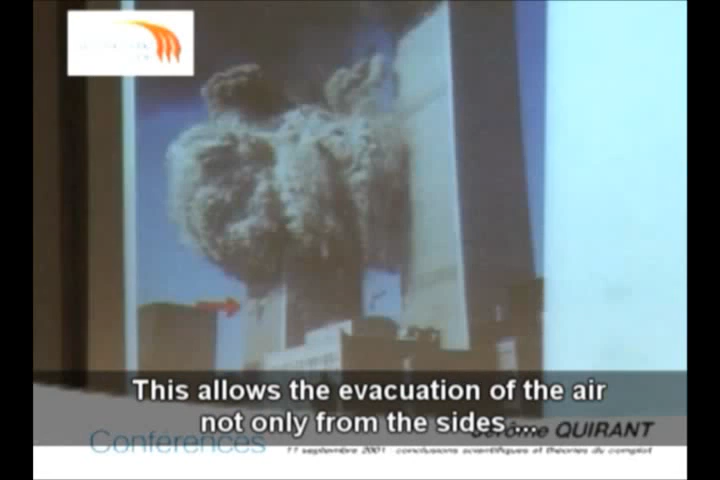 This allows the evacuation of the air
not only from the sides ...
Jérôme QUIRANT
Conférences
11 septembre 2001 : conclusions scientifiques et théories du complot